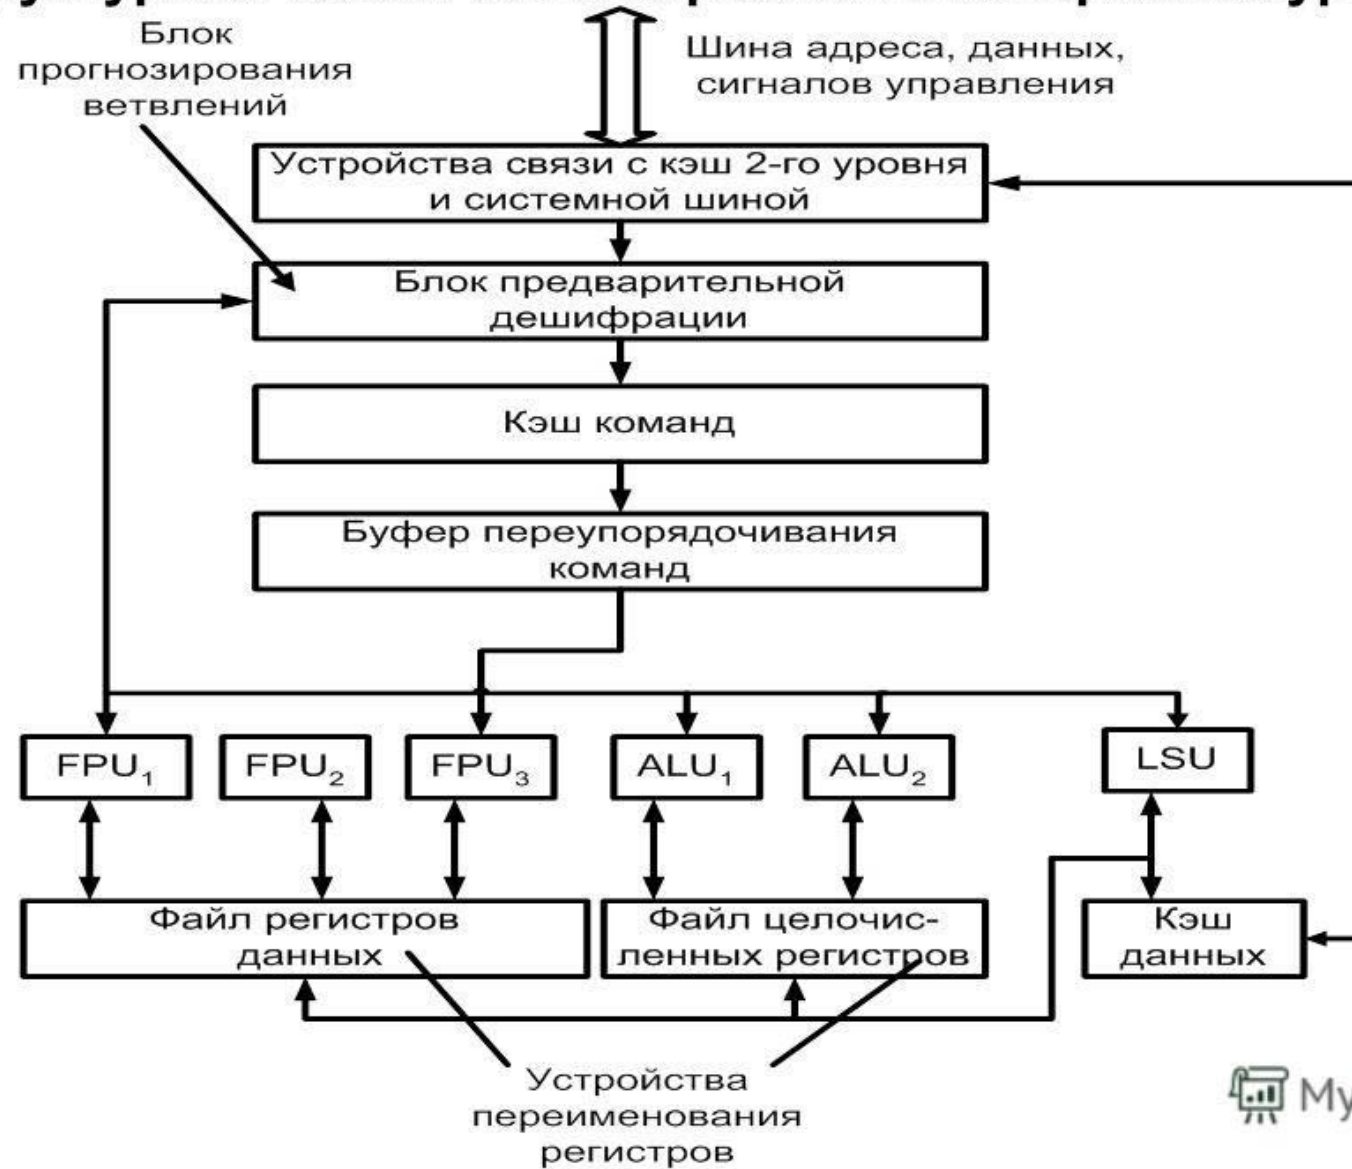 Блок
прогнозирования
ветвлений
Шина адреса, данных,
сигналов управления
Устройства связи с кэш 2-го уровня
и системной шиной
Блок предварительной
дешифрации
Кэш команд
Буфер переупорядочивания
команд
FPU₁
FPU₂
FPU₃
ALU₁
ALU₂
LSU
Файл регистров
данных
Файл целочис-
ленных регистров
Кэш
данных
Устройства
переименования
регистров
My